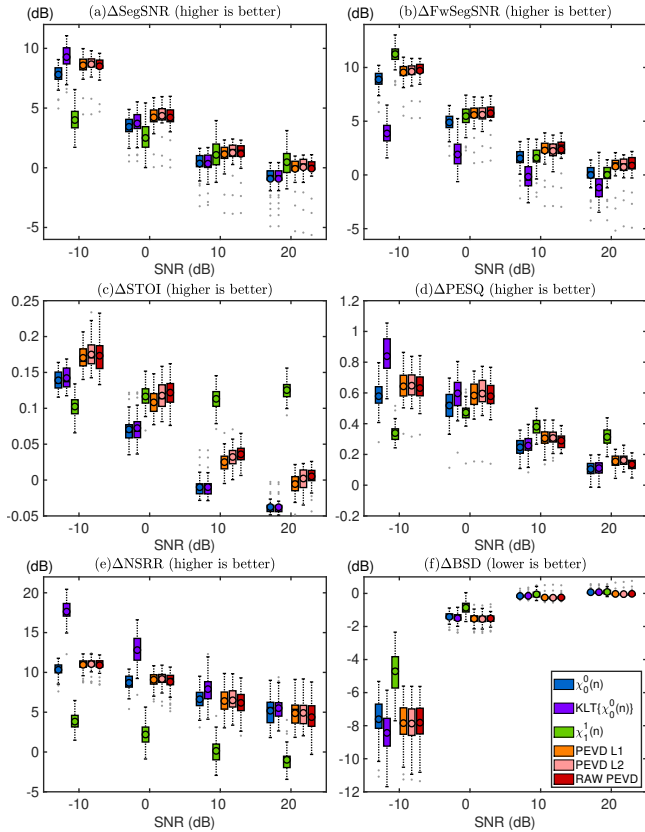 (dB) (a)ΔSegSNR (higher is better)
10
5
0
-5
-10 0 10 20
SNR (dB)
(dB) (b)ΔFwSegSNR (higher is better)
10
5
0
-5
-10 0 10 20
SNR (dB)
(c)ΔSTOI (higher is better)
0.25
0.2
0.15
0.1
0.05
0
-0.05
-10 0 10 20
SNR (dB)
(d)ΔPESQ (higher is better)
1.2
1
0.8
0.6
0.4
0.2
0
-0.2
-10 0 10 20
SNR (dB)
(dB) (e)ΔNSRR (higher is better)
20
15
10
5
0
-5
-10 0 10 20
SNR (dB)
(dB) (f)ΔBSD (lower is better)
0
-2
-4
-6
-8
-10
-12
-10 0 10 20
SNR (dB)
χ₀⁰(n)
KLT{χ₀⁰(n)}
χ₁¹(n)
PEVD L1
PEVD L2
RAW PEVD